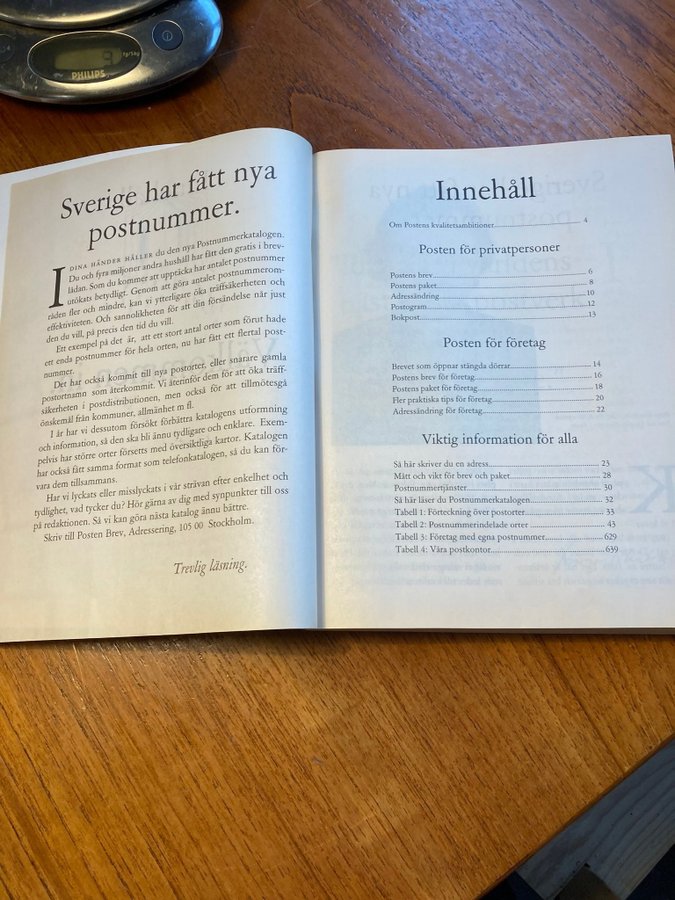 9
g/5kg
PHILIPS
Sverige har fått nya
postnummer.
I DINA HÄNDER HÅLLER du den nya Postnummerkatalogen.
Du och fyra miljoner andra hushåll har fått den gratis i brev-
lådan. Som du kommer att upptäcka har antalet postnummer
utökats betydligt. Genom att göra antalet postnummerom-
råden fler och mindre, kan vi ytterligare öka träffsäkerheten och
effektiviteten. Och sannolikheten för att din försändelse når just
den du vill, på precis den tid du vill.
Ett exempel på det är, att ett stort antal orter som förut hade
ett enda postnummer för hela orten, nu har fått ett flertal post-
nummer.
Det har också kommit till nya postorter, eller snarare gamla
postortnamn som återkommit. Vi återinför dem för att öka träff-
säkerheten i postdistributionen, men också för att tillmötesgå
önskemål från kommuner, allmänhet m fl.
I år har vi dessutom försökt förbättra katalogens utformning
och information, så den ska bli ännu tydligare och enklare. Exem-
pelvis har större orter försetts med översiktliga kartor. Katalogen
har också fått samma format som telefonkatalogen, så du kan för-
vara dem tillsammans.
Har vi lyckats eller misslyckats i vår strävan efter enkelhet och
tydlighet, vad tycker du? Hör gärna av dig med synpunkter till oss
på redaktionen. Så vi kan göra nästa katalog ännu bättre.
Skriv till Posten Brev, Adressering, 105 00 Stockholm.
Trevlig läsning.
Innehåll
Om Postens kvalitetsambitioner 4
Posten för privatpersoner
Postens brev 6
Postens paket 8
Adressändring 10
Postogram 12
Bokpost 13
Posten för företag
Brevet som öppnar stängda dörrar 14
Postens brev för företag 16
Postens paket för företag 18
Fler praktiska tips för företag 20
Adressändring för företag 22
Viktig information för alla
Så här skriver du en adress 23
Mått och vikt för brev och paket 28
Postnummertjänster 30
Så här läser du Postnummerkatalogen 32
Tabell 1: Förteckning över postorter 33
Tabell 2: Postnummerindelade orter 43
Tabell 3: Företag med egna postnummer 629
Tabell 4: Våra postkontor 639